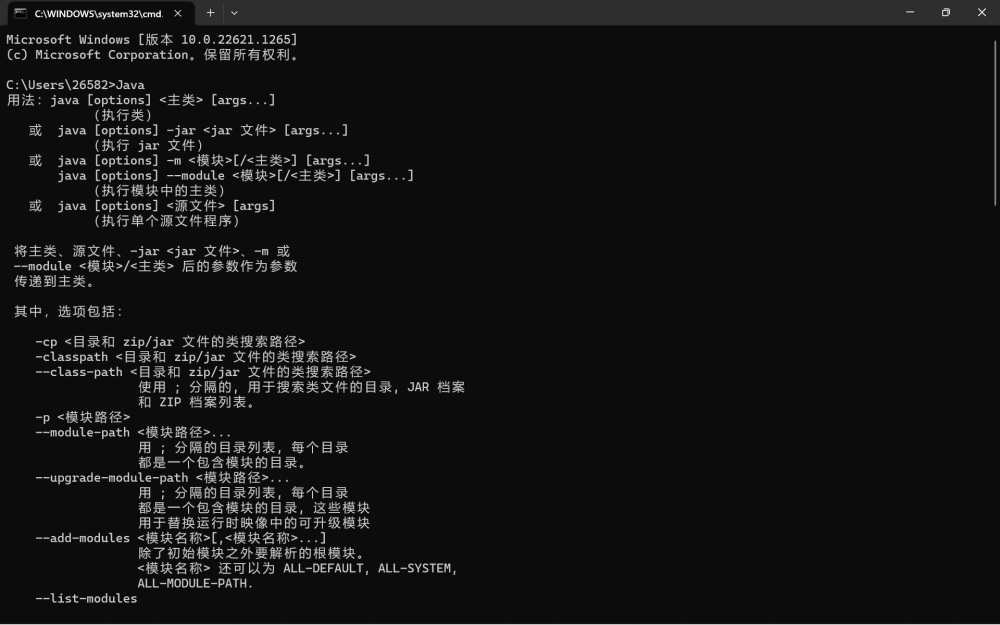 C:\WINDOWS\system32\cmd.
Microsoft Windows [版本 10.0.22621.1265]
(c) Microsoft Corporation。保留所有权利。
C:\Users\26582>Java
用法：java [options] <主类> [args...]
(执行类)
或 java [options] -jar <jar 文件> [args...]
(执行 jar 文件)
或 java [options] -m <模块>[/<主类>] [args...]
java [options] --module <模块>[/<主类>] [args...]
(执行模块中的主类)
或 java [options] <源文件> [args]
(执行单个源文件程序)
将主类、源文件、-jar <jar 文件>、-m 或
--module <模块>/<主类> 后的参数作为参数
传递到主类。
其中，选项包括：
-cp <目录和 zip/jar 文件的类搜索路径>
-classpath <目录和 zip/jar 文件的类搜索路径>
--class-path <目录和 zip/jar 文件的类搜索路径>
使用 ; 分隔的, 用于搜索类文件的目录, JAR 档案
和 ZIP 档案列表。
-p <模块路径>
--module-path <模块路径>...
用 ; 分隔的目录列表, 每个目录
都是一个包含模块的目录。
--upgrade-module-path <模块路径>...
用 ; 分隔的目录列表, 每个目录
都是一个包含模块的目录, 这些模块
用于替换运行时映像中的可升级模块
--add-modules <模块名称>[,<模块名称>...]
除了初始模块之外要解析的根模块。
<模块名称> 还可以为 ALL-DEFAULT, ALL-SYSTEM,
ALL-MODULE-PATH.
--list-modules